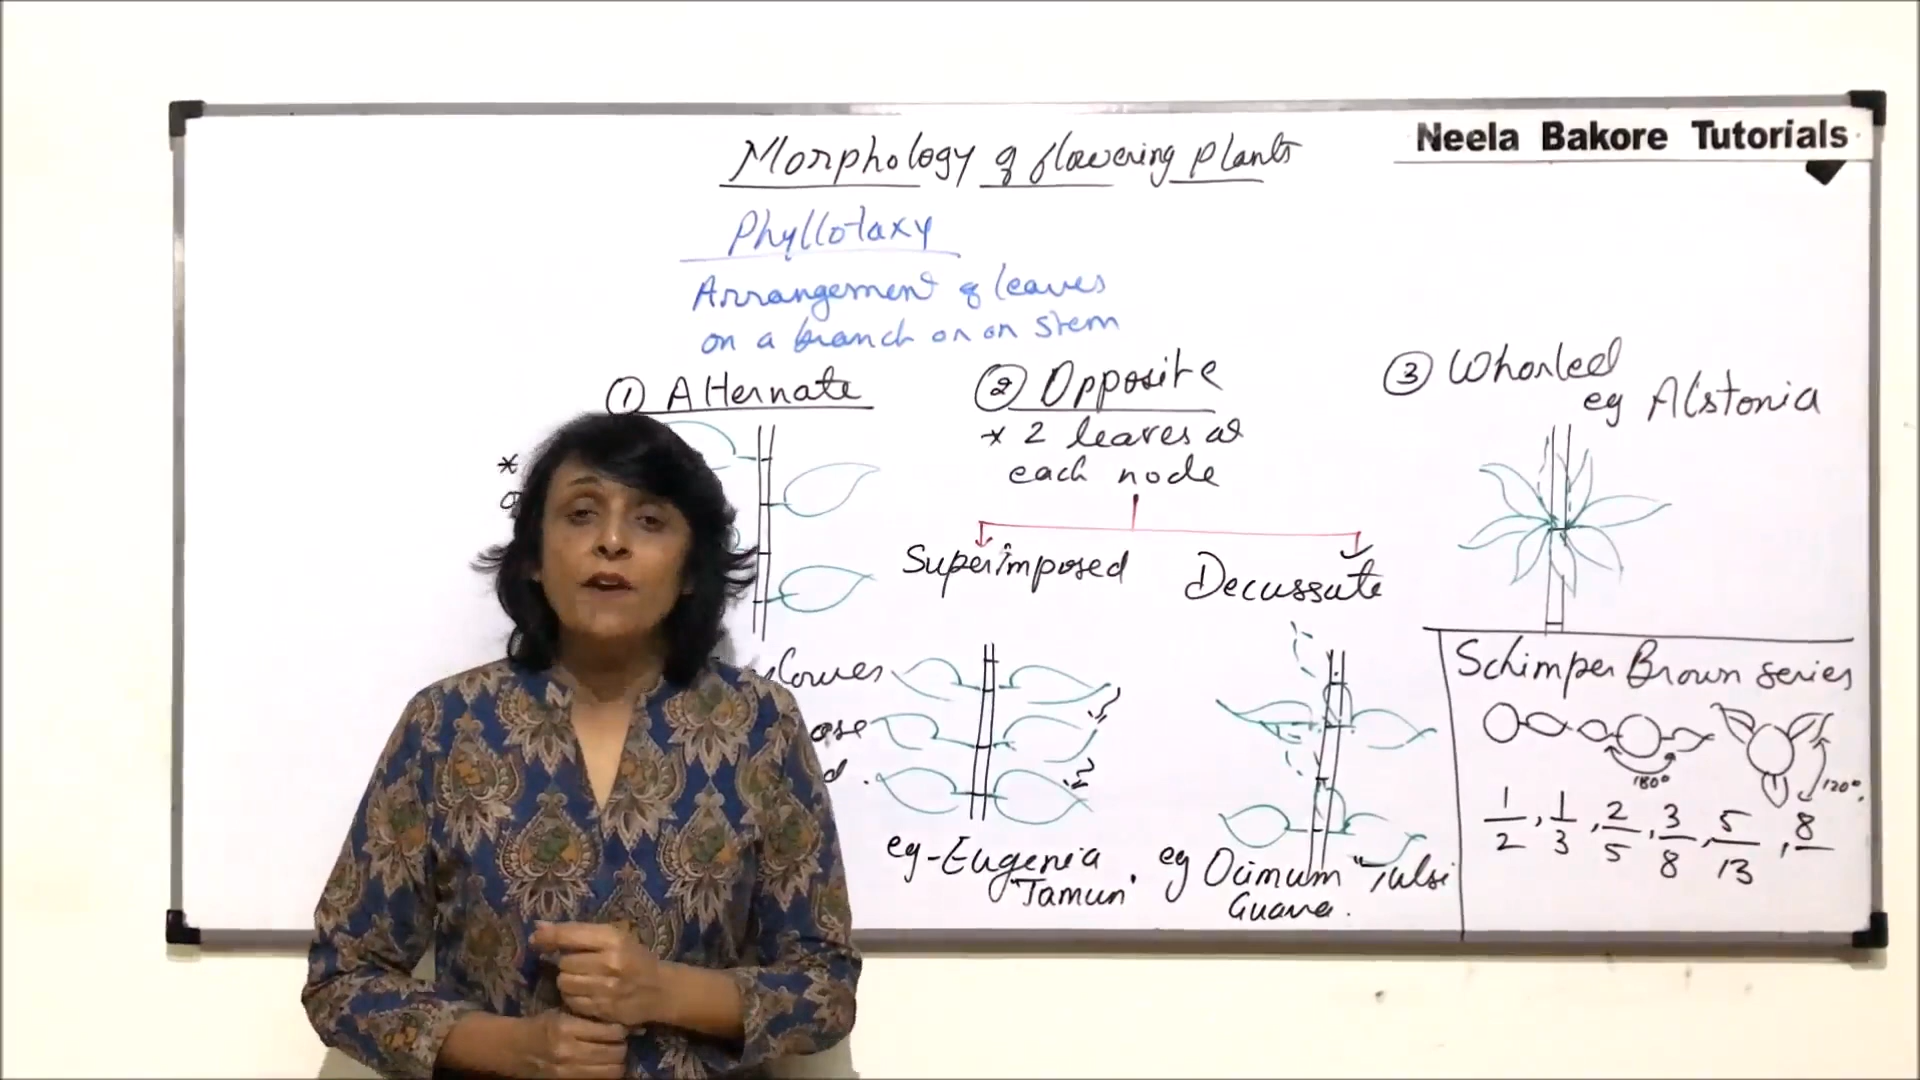 Neela Bakore Tutorials
Morphology of flowering plants
Phyllotaxy
Arrangement of leaves
on a branch or on stem
① Alternate
*
② Opposite
* 2 leaves at
each node
Superimposed
Decussate
eg-Eugenia
"Jamun"
eg Ocimum "Tulsi
Guava.
③ Whorled
eg Alstonia
Schimper Brown series
180°
120°
1/2, 1/3, 2/5, 3/8, 5/13, 8/